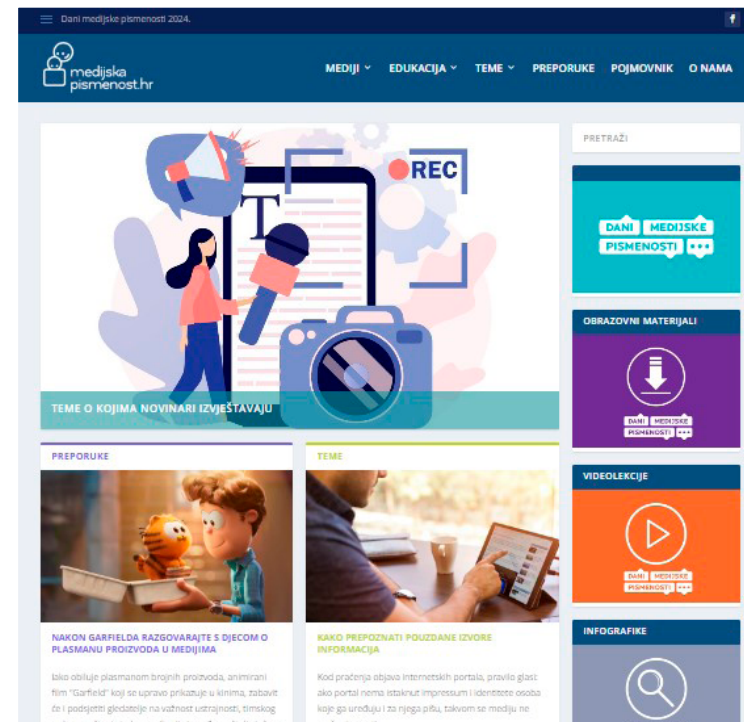 Dani medijske pismenosti 2024.
f
medijska
pismenost.hr
MEDIJI
EDUKACIJA
TEME
PREPORUKE
POJMOVNIK
O NAMA
REC
T
TEME O KOJIMA NOVINARI IZVJEŠTAVAJU
PRETRAŽI
DANI MEDIJSKE
PISMENOSTI
OBRAZOVNI MATERIJALI
DANI MEDIJSKE
PISMENOSTI
VIDEOLEKCIJE
DANI MEDIJSKE
PISMENOSTI
INFOGRAFIKE
PREPORUKE
NAKON GARFIELDA RAZGOVARAJTE S DJECOM O
PLASMANU PROIZVODA U MEDIJIMA
Iako obiluje plasmanom brojnih proizvoda, animirani
film "Garfield" koji se upravo prikazuje u kinima, zabavit
će i podsjetiti gledatelje na važnost ustrajnosti, timskog
TEME
KAKO PREPOZNATI POUZDANE IZVORE
INFORMACIJA
Kod praćenja objava internetskih portala, pravilo glasi:
ako portal nema istaknut impressum i identitete osoba
koje ga uređuju i za njega pišu, takvom se mediju ne